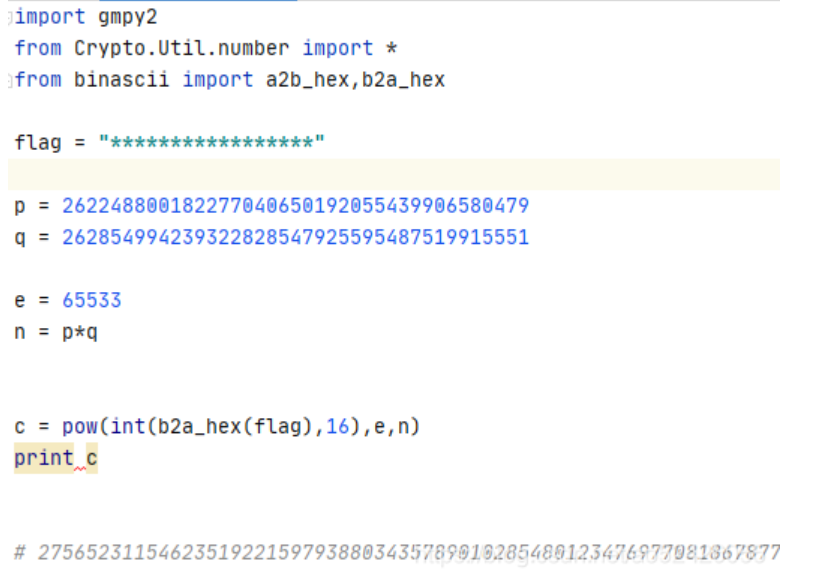 import gmpy2
from Crypto.Util.number import *
from binascii import a2b_hex,b2a_hex
flag = "*****************"
p = 262248800182277040650192055439906580479
q = 262854994239322828547925595487519915551
e = 65533
n = p*q
c = pow(int(b2a_hex(flag),16),e,n)
print c
# 27565231154623519221597938803435789010285480123476977081867877